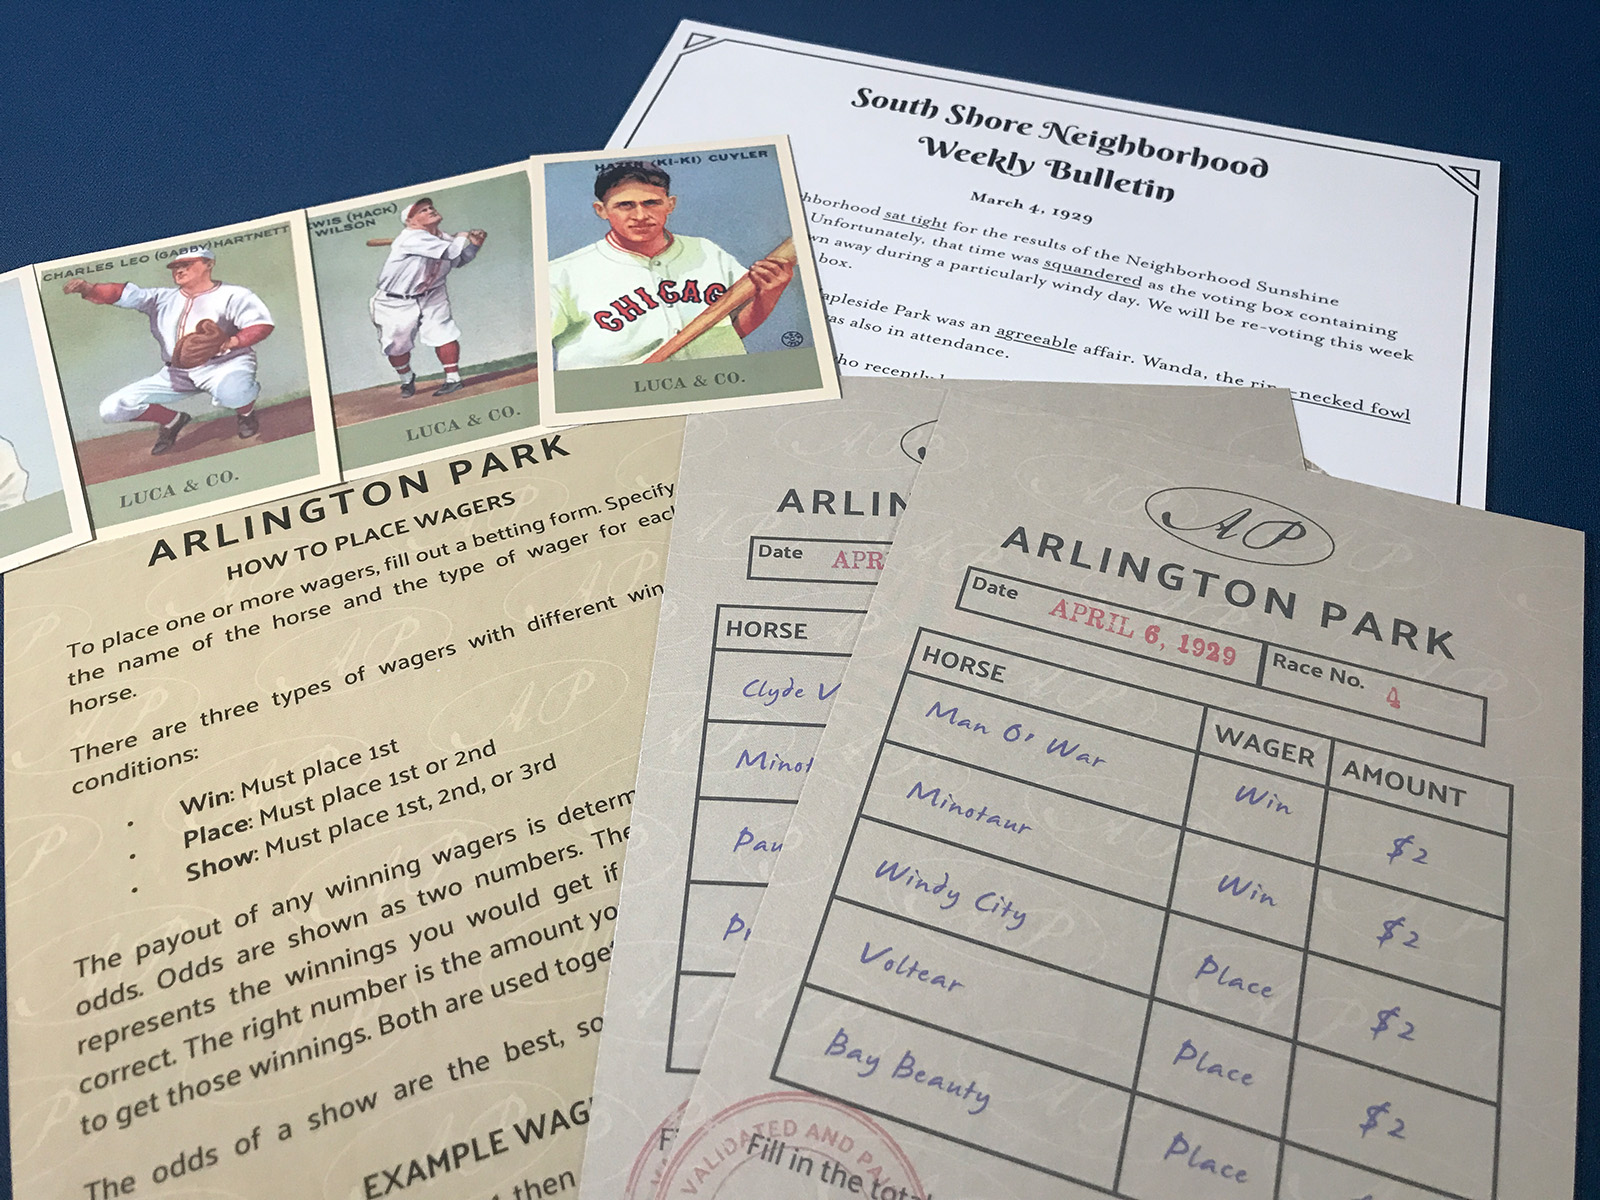 South Shore Neighborhood
Weekly Bulletin
March 4, 1929
sat tight for the results of the Neighborhood Sunshine
Unfortunately, that time was squandered as the voting box containing
away during a particularly windy day. We will be re-voting this week
box.
Park was an agreeable affair. Wanda, the
also in attendance.
recently
-necked fowl
CHARLES LEO (GABBY) HARTNETT
LUCA & CO.
(HACK)
WILSON
LUCA & CO.
(KI-KI) CUYLER
CHICAG
LUCA & CO.
ARLINGTON PARK
HOW TO PLACE WAGERS
To place one or more wagers, fill out a betting form. Specify
the name of the horse and the type of wager for each
horse.
There are three types of wagers with different win
conditions:
• Win: Must place 1st
• Place: Must place 1st or 2nd
• Show: Must place 1st, 2nd, or 3rd
The payout of any winning wagers is determ
odds. Odds are shown as two numbers. The
represents the winnings you would get if
correct. The right number is the amount yo
to get those winnings. Both are used toge
The odds of a show are the best, so
EXAMPLE WAG
then
ARLIN
Date APR
HORSE
Clyde V
Minot
Pau
AP
ARLINGTON PARK
Date APRIL 6, 1929 Race No. 4
HORSE WAGER AMOUNT
Man O' War Win $2
Minotaur Win $2
Windy City Place $2
Voltear Place $2
Bay Beauty Place
VALIDATED AND PA
Fill in the tota